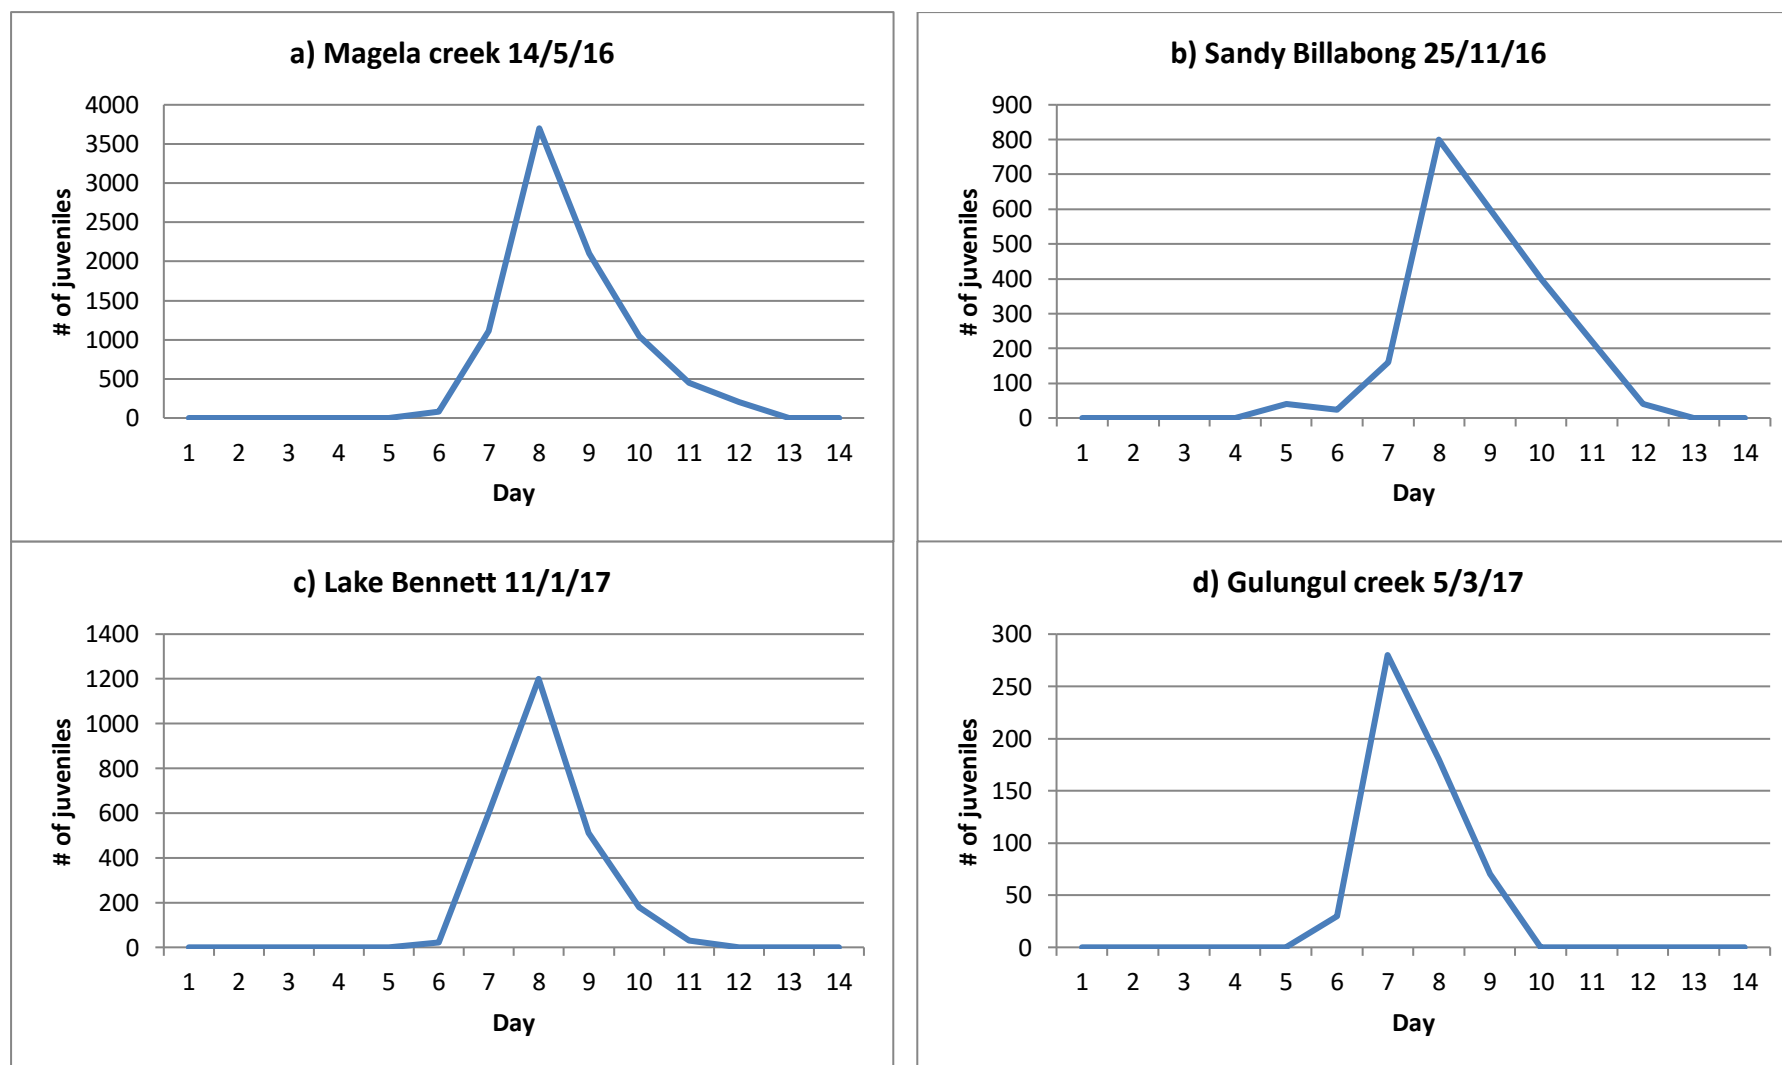 a) Magela creek 14/5/16
4000
3500
3000
2500
2000
1500
1000
500
0
# of juveniles
1 2 3 4 5 6 7 8 9 10 11 12 13 14
Day
b) Sandy Billabong 25/11/16
900
800
700
600
500
400
300
200
100
0
# of juveniles
1 2 3 4 5 6 7 8 9 10 11 12 13 14
Day
c) Lake Bennett 11/1/17
1400
1200
1000
800
600
400
200
0
# of juveniles
1 2 3 4 5 6 7 8 9 10 11 12 13 14
Day
d) Gulungul creek 5/3/17
300
250
200
150
100
50
0
# of juveniles
1 2 3 4 5 6 7 8 9 10 11 12 13 14
Day